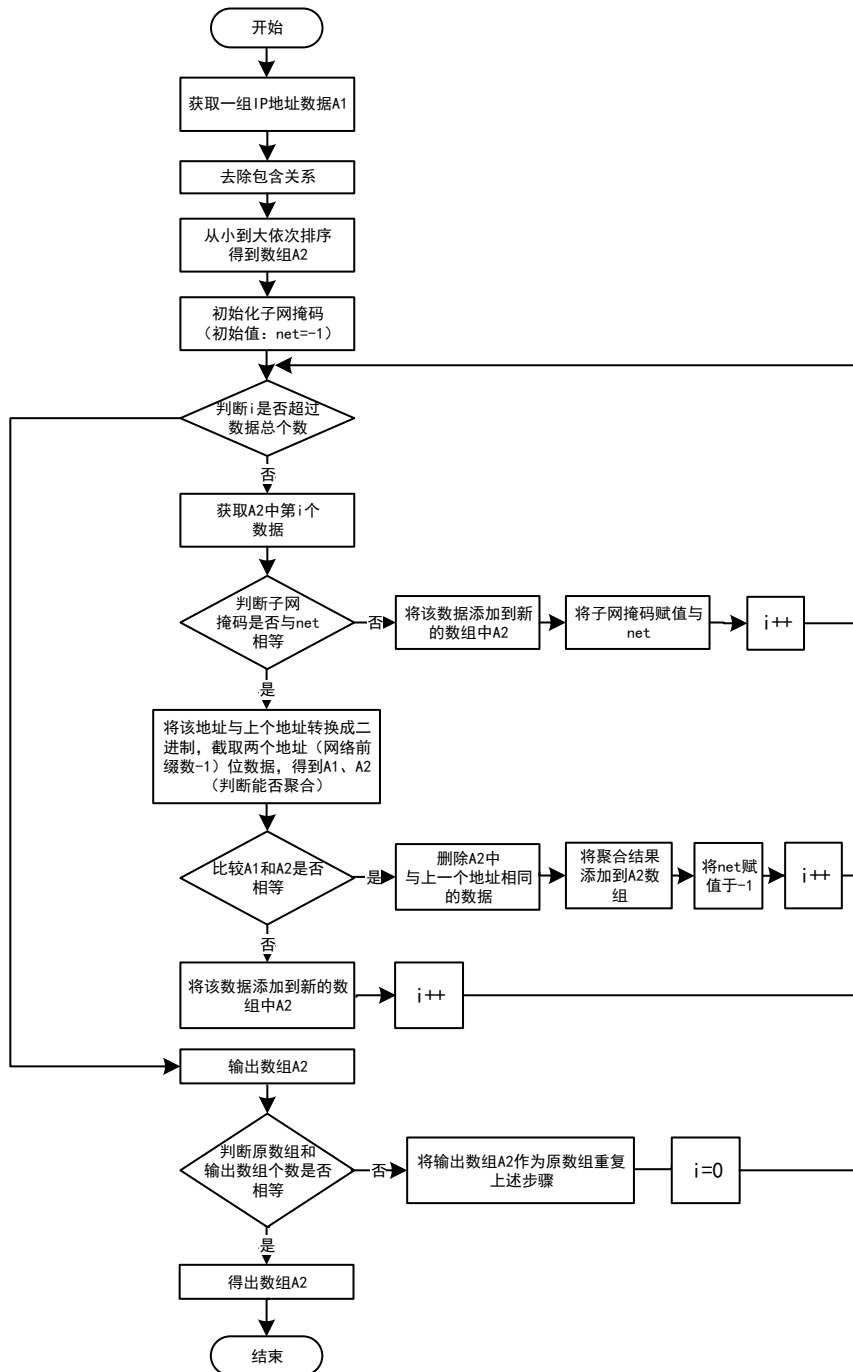 开始
获取一组IP地址数据A1
去除包含关系
从小到大依次排序
得到数组A2
初始化子网掩码
（初始值：net=-1）
判断i是否超过
数据总个数
否
获取A2中第i个
数据
判断子网
掩码是否与net
相等
否
将该数据添加到新
的数组中A2
将子网掩码赋值与
net
i++
是
将该地址与上个地址转换成二
进制，截取两个地址（网络前
缀数-1）位数据，得到A1、A2
（判断能否聚合）
比较A1和A2是否
相等
是
删除A2中
与上一个地址相同
的数据
将聚合结果
添加到A2数
组
将net赋
值于-1
i++
否
将该数据添加到新的数
组中A2
i++
输出数组A2
判断原数组和
输出数组个数是否
相等
否
将输出数组A2作为原数组重复
上述步骤
i=0
是
得出数组A2
结束